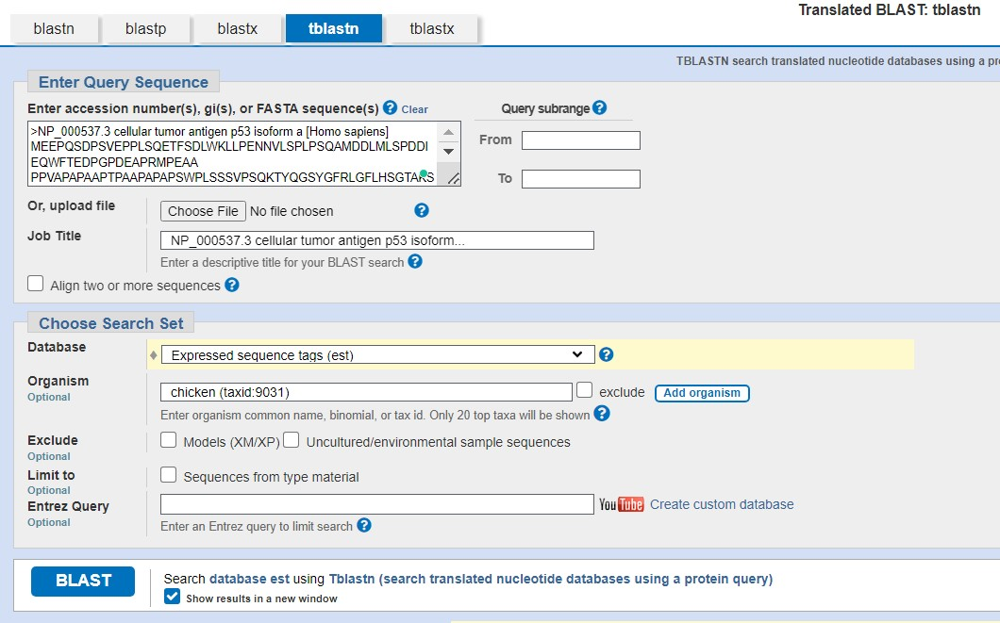 Translated BLAST: tblastn
blastn blastp blastx tblastn tblastx
TBLASTN search translated nucleotide databases using a
Enter Query Sequence
Enter accession number(s), gi(s), or FASTA sequence(s) Clear
Query subrange
>NP_000537.3 cellular tumor antigen p53 isoform a [Homo sapiens]
MEEPQSDPSVEPPLSQETFSDLWKLLPENNVLSPLPSQAMDDLMLSPDDI
EQWFTEDPGPDEAPRMPEAA
PPVAPAPAAPTPAAPAPAPSWPLSSSVPSQKTYQGSYGFRLGFLHSGTAKS
From
To
Or, upload file
Choose File No file chosen
Job Title
NP_000537.3 cellular tumor antigen p53 isoform...
Enter a descriptive title for your BLAST search
Align two or more sequences
Choose Search Set
Database
Expressed sequence tags (est)
Organism
Optional
chicken (taxid:9031)
exclude
Add organism
Enter organism common name, binomial, or tax id. Only 20 top taxa will be shown
Exclude
Optional
Models (XM/XP) Uncultured/environmental sample sequences
Limit to
Optional
Sequences from type material
Entrez Query
Optional
YouTube Create custom database
Enter an Entrez query to limit search
BLAST
Search database est using Tblastn (search translated nucleotide databases using a protein query)
Show results in a new window